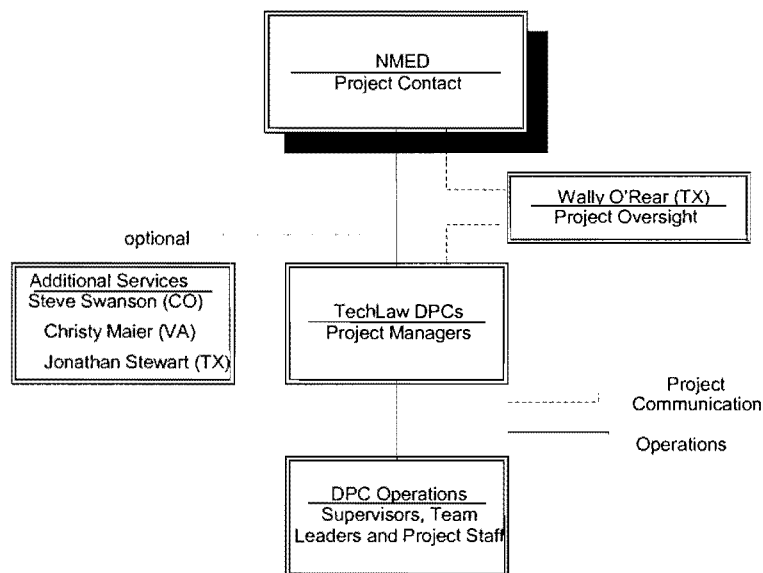 NMED
Project Contact
Wally O'Rear (TX)
Project Oversight
optional
Additional Services
Steve Swanson (CO)
Christy Maier (VA)
Jonathan Stewart (TX)
TechLaw DPCs
Project Managers
Project
Communication
Operations
DPC Operations
Supervisors, Team
Leaders and Project Staff